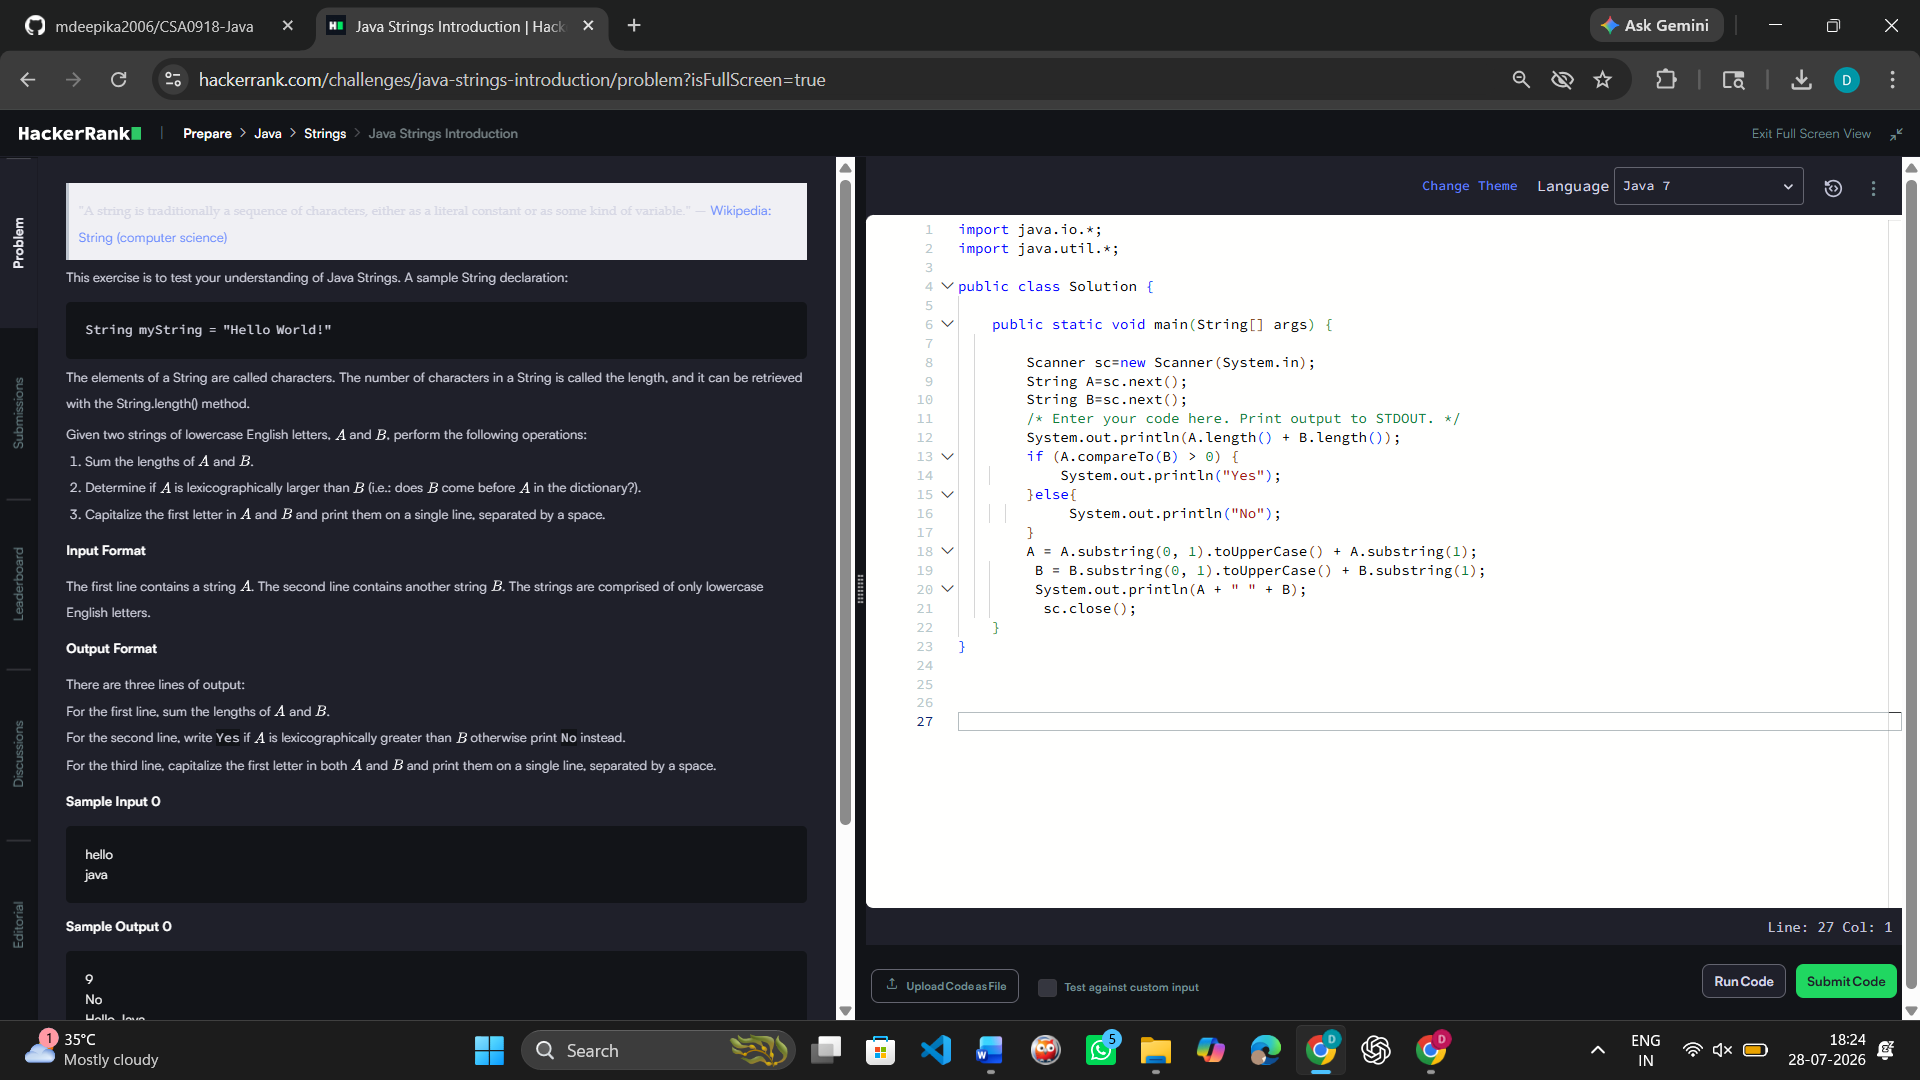 mdeepika2006/CSA0918-Java
Java Strings Introduction | Hack
Ask Gemini
hackerrank.com/challenges/java-strings-introduction/problem?isFullScreen=true
D
HackerRank
Prepare > Java > Strings > Java Strings Introduction
Exit Full Screen View
Problem
Submissions
Leaderboard
Discussions
Editorial
"A string is traditionally a sequence of characters, either as a literal constant or as some kind of variable." — Wikipedia:
String (computer science)
This exercise is to test your understanding of Java Strings. A sample String declaration:
String myString = "Hello World!"
The elements of a String are called characters. The number of characters in a String is called the length, and it can be retrieved
with the String.length() method.
Given two strings of lowercase English letters, A and B, perform the following operations:
1. Sum the lengths of A and B.
2. Determine if A is lexicographically larger than B (i.e.: does B come before A in the dictionary?).
3. Capitalize the first letter in A and B and print them on a single line, separated by a space.
Input Format
The first line contains a string A. The second line contains another string B. The strings are comprised of only lowercase
English letters.
Output Format
There are three lines of output:
For the first line, sum the lengths of A and B.
For the second line, write Yes if A is lexicographically greater than B otherwise print No instead.
For the third line, capitalize the first letter in both A and B and print them on a single line, separated by a space.
Sample Input 0
hello
java
Sample Output 0
9
No
Hello Java
Change Theme Language Java 7
1 import java.io.*;
2 import java.util.*;
3
4 public class Solution {
5
6 public static void main(String[] args) {
7
8 Scanner sc=new Scanner(System.in);
9 String A=sc.next();
10 String B=sc.next();
11 /* Enter your code here. Print output to STDOUT. */
12 System.out.println(A.length() + B.length());
13 if (A.compareTo(B) > 0) {
14 System.out.println("Yes");
15 }else{
16 System.out.println("No");
17 }
18 A = A.substring(0, 1).toUpperCase() + A.substring(1);
19 B = B.substring(0, 1).toUpperCase() + B.substring(1);
20 System.out.println(A + " " + B);
21 sc.close();
22 }
23 }
24
25
26
27
Line: 27 Col: 1
Upload Code as File
Test against custom input
Run Code
Submit Code
1
35°C
Mostly cloudy
Search
W
5
D
D
ENG
IN
18:24
28-07-2026